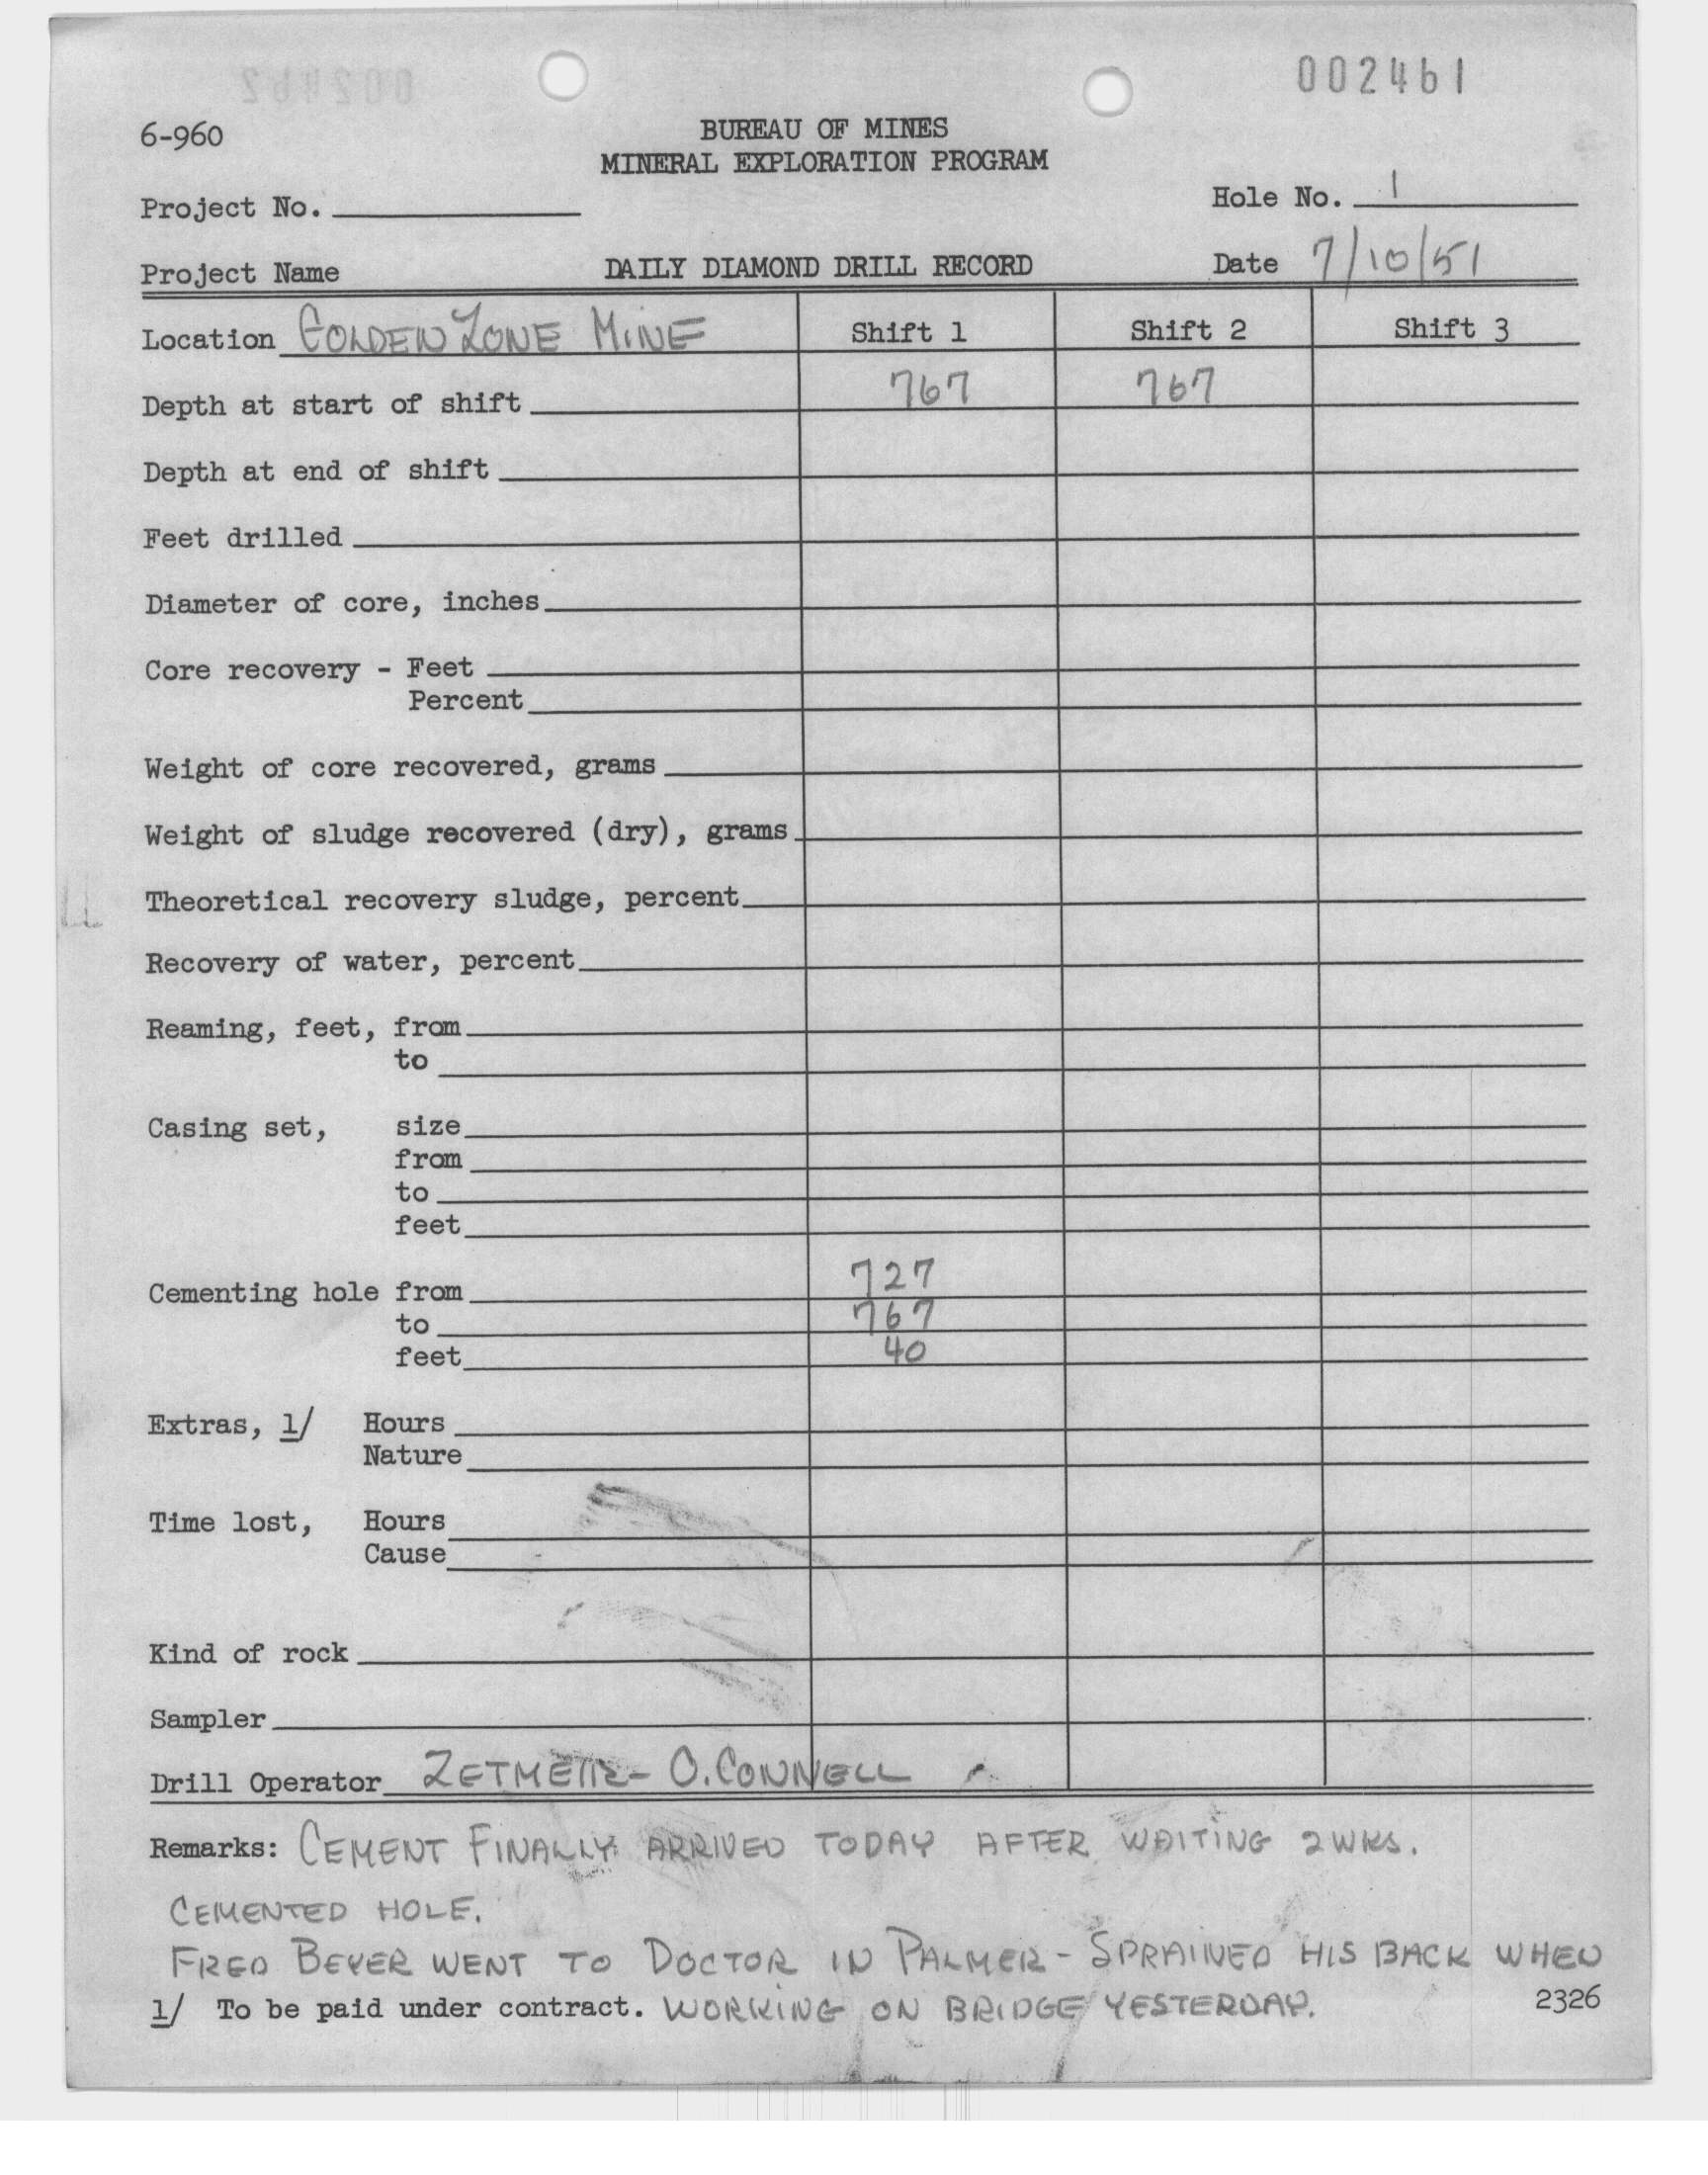 002461
6-960
BUREAU OF MINES
MINERAL EXPLORATION PROGRAM
Project No.
Hole No. 1
Project Name
DAILY DIAMOND DRILL RECORD
Date 7/10/51
Location GOLDEN ZONE MINE Shift 1 Shift 2 Shift 3
Depth at start of shift 767 767
Depth at end of shift
Feet drilled
Diameter of core, inches
Core recovery - Feet
Percent
Weight of core recovered, grams
Weight of sludge recovered (dry), grams
Theoretical recovery sludge, percent
Recovery of water, percent
Reaming, feet, from
to
Casing set, size
from
to
feet
Cementing hole from 727
to 767
feet 40
Extras, 1/ Hours
Nature
Time lost, Hours
Cause
Kind of rock
Sampler
Drill Operator - O.CONNELL
Remarks: CEMENT FINALLY ARRIVED TODAY AFTER WAITING 2 WKS.
CEMENTED HOLE.
FRED BEYER WENT TO DOCTOR IN PALMER - SPRAINED HIS BACK WHEN
1/ To be paid under contract. WORKING ON BRIDGE YESTERDAY. 2326